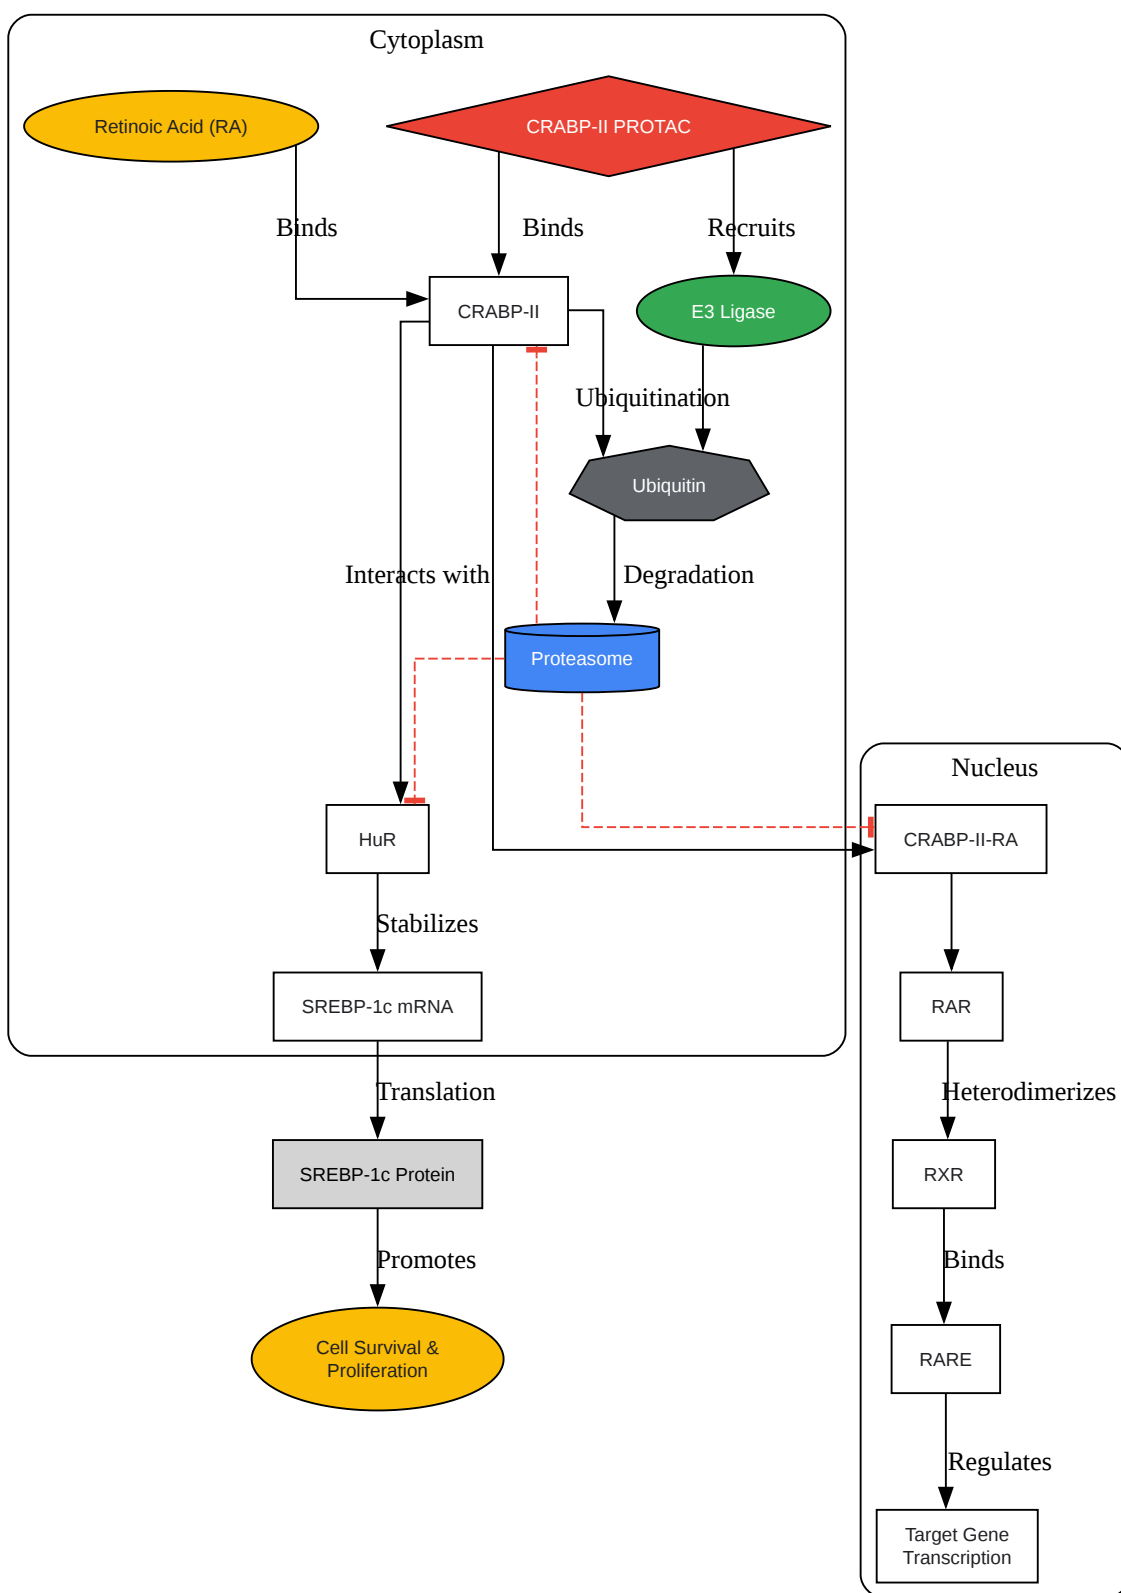 Cytoplasm
Retinoic Acid (RA)
CRABP-II PROTAC
Binds
Binds
Recruits
CRABP-II
E3 Ligase
Ubiquitination
Ubiquitin
Interacts with
Degradation
Proteasome
Nucleus
HuR
CRABP-II-RA
Stabilizes
SREBP-1c mRNA
RAR
Translation
Heterodimerizes
SREBP-1c Protein
RXR
Promotes
Binds
Cell Survival &
Proliferation
RARE
Regulates
Target Gene
Transcription